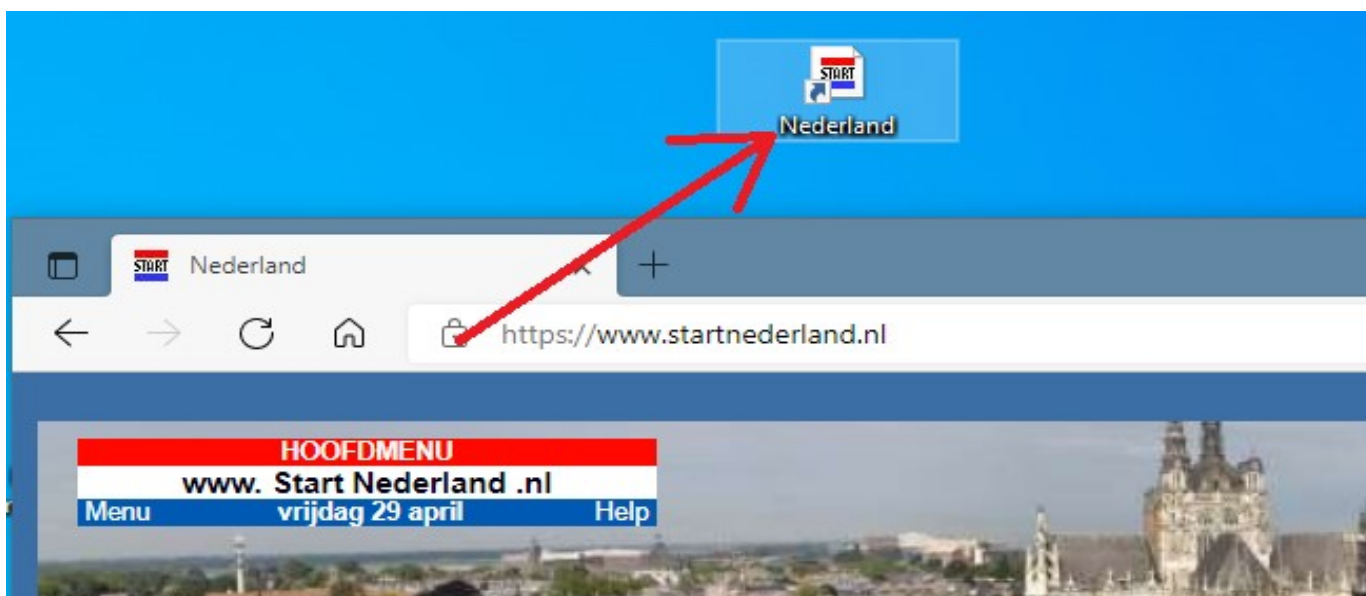 START
Nederland
START Nederland
https://www.startnederland.nl
HOOFDMENU
www. Start Nederland .nl
Menu vrijdag 29 april Help